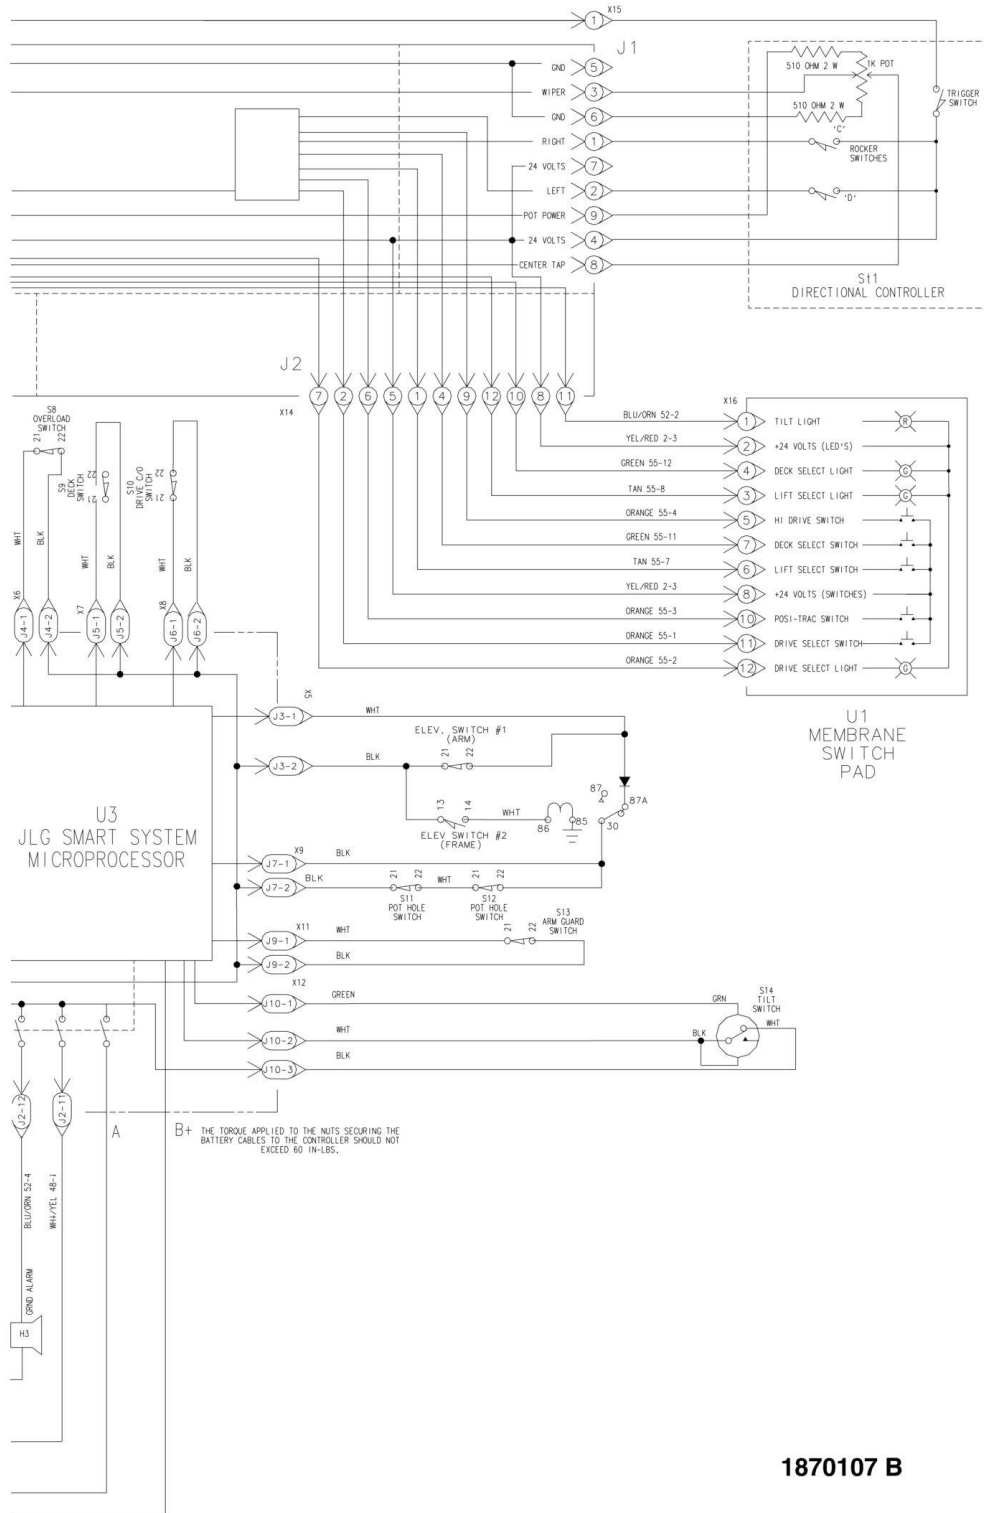 X15
1
J1
GND 5
WIPER 3
GND 6
RIGHT 1
24 VOLTS 7
LEFT 2
POT POWER 9
24 VOLTS 4
CENTER TAP 8
510 OHM 2 W
1K POT
510 OHM 2 W
'C'
ROCKER
SWITCHES
'D'
TRIGGER
SWITCH
St1
DIRECTIONAL CONTROLLER
J2
X14
7 2 6 5 1 4 9 12 10 8 11
X16
BLU/ORN 52-2 1 TILT LIGHT R
YEL/RED 2-3 2 +24 VOLTS (LED'S)
GREEN 55-12 4 DECK SELECT LIGHT G
TAN 55-8 3 LIFT SELECT LIGHT G
ORANGE 55-4 5 HI DRIVE SWITCH
GREEN 55-11 7 DECK SELECT SWITCH
TAN 55-7 6 LIFT SELECT SWITCH
YEL/RED 2-3 8 +24 VOLTS (SWITCHES)
ORANGE 55-3 10 POSI-TRAC SWITCH
ORANGE 55-1 11 DRIVE SELECT SWITCH
ORANGE 55-2 12 DRIVE SELECT LIGHT G
U1
MEMBRANE
SWITCH
PAD
S8
OVERLOAD
SWITCH
21 22
S9
DECK
SWITCH
22 21
S10
DRIVE C/O
SWITCH
22 21
WHT BLK WHT BLK WHT BLK
X6 X7 X8
J4-1 J4-2 J5-1 J5-2 J6-1 J6-2
X5
J3-1 WHT
ELEV. SWITCH #1
(ARM)
21 22
J3-2 BLK
13 14 WHT
ELEV SWITCH #2
(FRAME)
86 85
87 87A
30
U3
JLG SMART SYSTEM
MICROPROCESSOR
X9
J7-1 BLK
J7-2 BLK
21 22 WHT 21 22
S11
POT HOLE
SWITCH
S12
POT HOLE
SWITCH
X11
J9-1 WHT
21 22
S13
ARM GUARD
SWITCH
J9-2 BLK
X12
J10-1 GREEN
GRN
S14
TILT
SWITCH
J10-2 WHT
BLK
WHT
J10-3 BLK
J2-12 J2-11
A
B+ THE TORQUE APPLIED TO THE NUTS SECURING THE
BATTERY CABLES TO THE CONTROLLER SHOULD NOT
EXCEED 60 IN-LBS.
BLU/ORN 52-4
WHT/YEL 48-1
GRND ALARM
H3
1870107 B